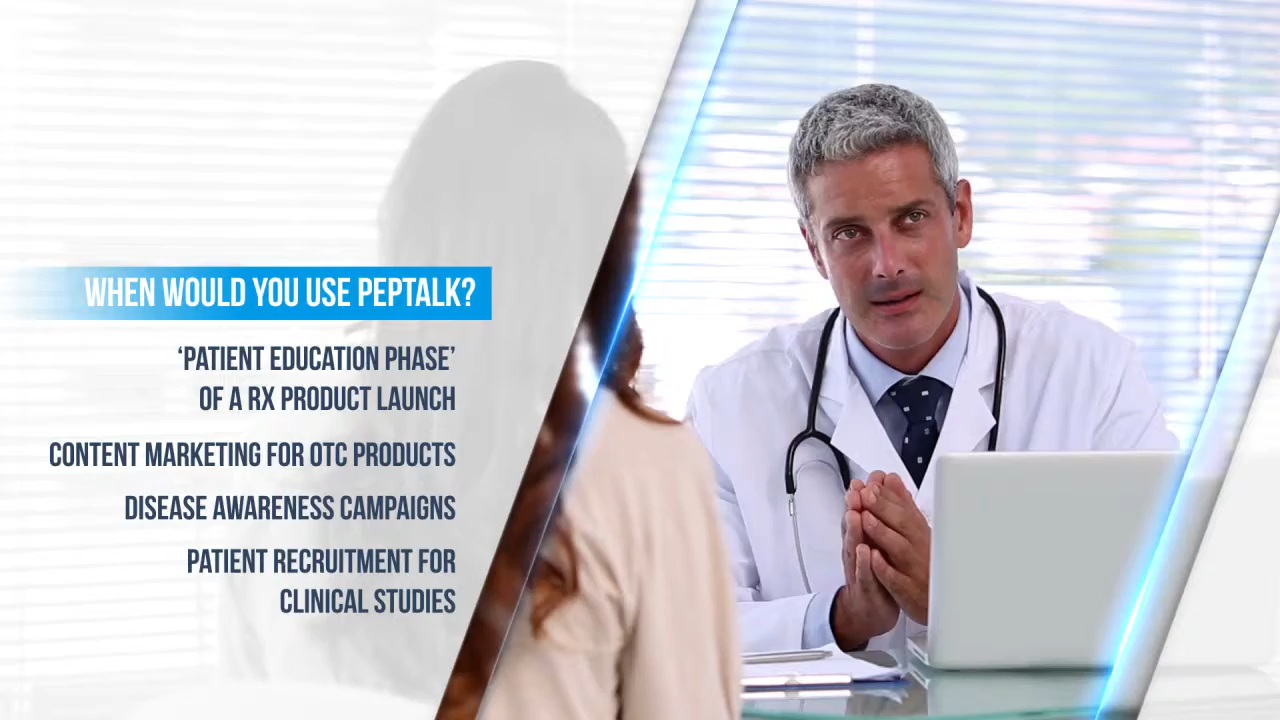 WHEN WOULD YOU USE PEPTALK?
‘PATIENT EDUCATION PHASE’
OF A RX PRODUCT LAUNCH
CONTENT MARKETING FOR OTC PRODUCTS
DISEASE AWARENESS CAMPAIGNS
PATIENT RECRUITMENT FOR
CLINICAL STUDIES